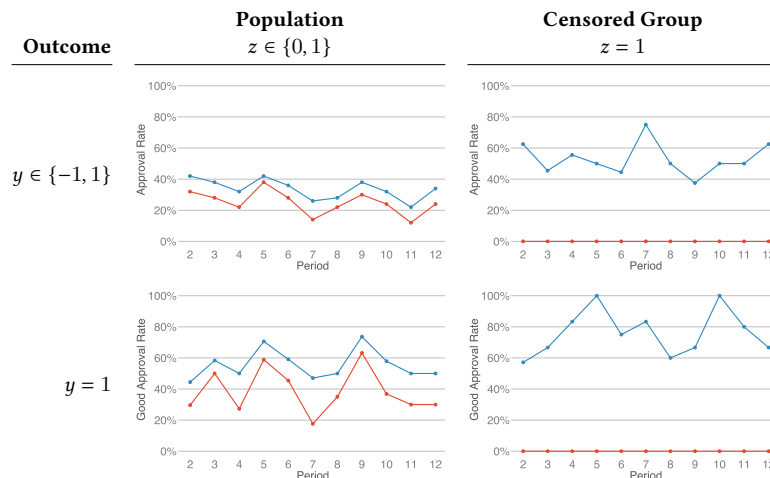 Population Censored Group
Outcome z ∈ {0, 1} z = 1
y ∈ {−1, 1}
Approval Rate
100%
80%
60%
40%
20%
0%
2 3 4 5 6 7 8 9 10 11 12
Period
Approval Rate
100%
80%
60%
40%
20%
0%
2 3 4 5 6 7 8 9 10 11 12
Period
y = 1
Good Approval Rate
100%
80%
60%
40%
20%
0%
2 3 4 5 6 7 8 9 10 11 12
Period
Good Approval Rate
100%
80%
60%
40%
20%
0%
2 3 4 5 6 7 8 9 10 11 12
Period